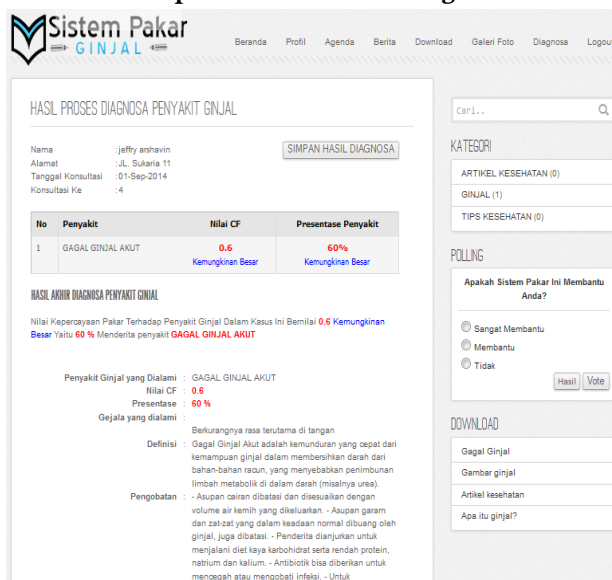 Sistem Pakar
GINJAL
Beranda Profil Agenda Berita Download Galeri Foto Diagnosa Logou
HASIL PROSES DIAGNOSA PENYAKIT GINJAL
Nama :jeffry arshavin
Alamat :JL. Sukaria 11
Tanggal Konsultasi :01-Sep-2014
Konsultasi Ke :4
SIMPAN HASIL DIAGNOSA
No Penyakit Nilai CF Presentase Penyakit
1 GAGAL GINJAL AKUT 0.6 60%
Kemungkinan Besar Kemungkinan Besar
HASIL AKHIR DIAGNOSA PENYAKIT GINJAL
Nilai Kepercayaan Pakar Terhadap Penyakit Ginjal Dalam Kasus Ini Bernilai 0.6 Kemungkinan
Besar Yaitu 60 % Menderita penyakit GAGAL GINJAL AKUT
Penyakit Ginjal yang Dialami : GAGAL GINJAL AKUT
Nilai CF : 0.6
Presentase : 60 %
Gejala yang dialami :
Berkurangnya rasa terutama di tangan
Definisi : Gagal Ginjal Akut adalah kemunduran yang cepat dari
kemampuan ginjal dalam membersihkan darah dari
bahan-bahan racun, yang menyebabkan penimbunan
limbah metabolik di dalam darah (misalnya urea).
Pengobatan : - Asupan cairan dibatasi dan disesuaikan dengan
volume air kemih yang dikeluarkan. - Asupan garam
dan zat-zat yang dalam keadaan normal dibuang oleh
ginjal, juga dibatasi. - Penderita dianjurkan untuk
menjalani diet kaya karbohidrat serta rendah protein,
natrium dan kalium. - Antibiotik bisa diberikan untuk
mencegah atau mengobati infeksi. - Untuk
Cari..
KATEGORI
ARTIKEL KESEHATAN (0)
GINJAL (1)
TIPS KESEHATAN (0)
POLLING
Apakah Sistem Pakar Ini Membantu
Anda?
Sangat Membantu
Membantu
Tidak
Hasil Vote
DOWNLOAD
Gagal Ginjal
Gambar ginjal
Artikel kesehatan
Apa itu ginjal?